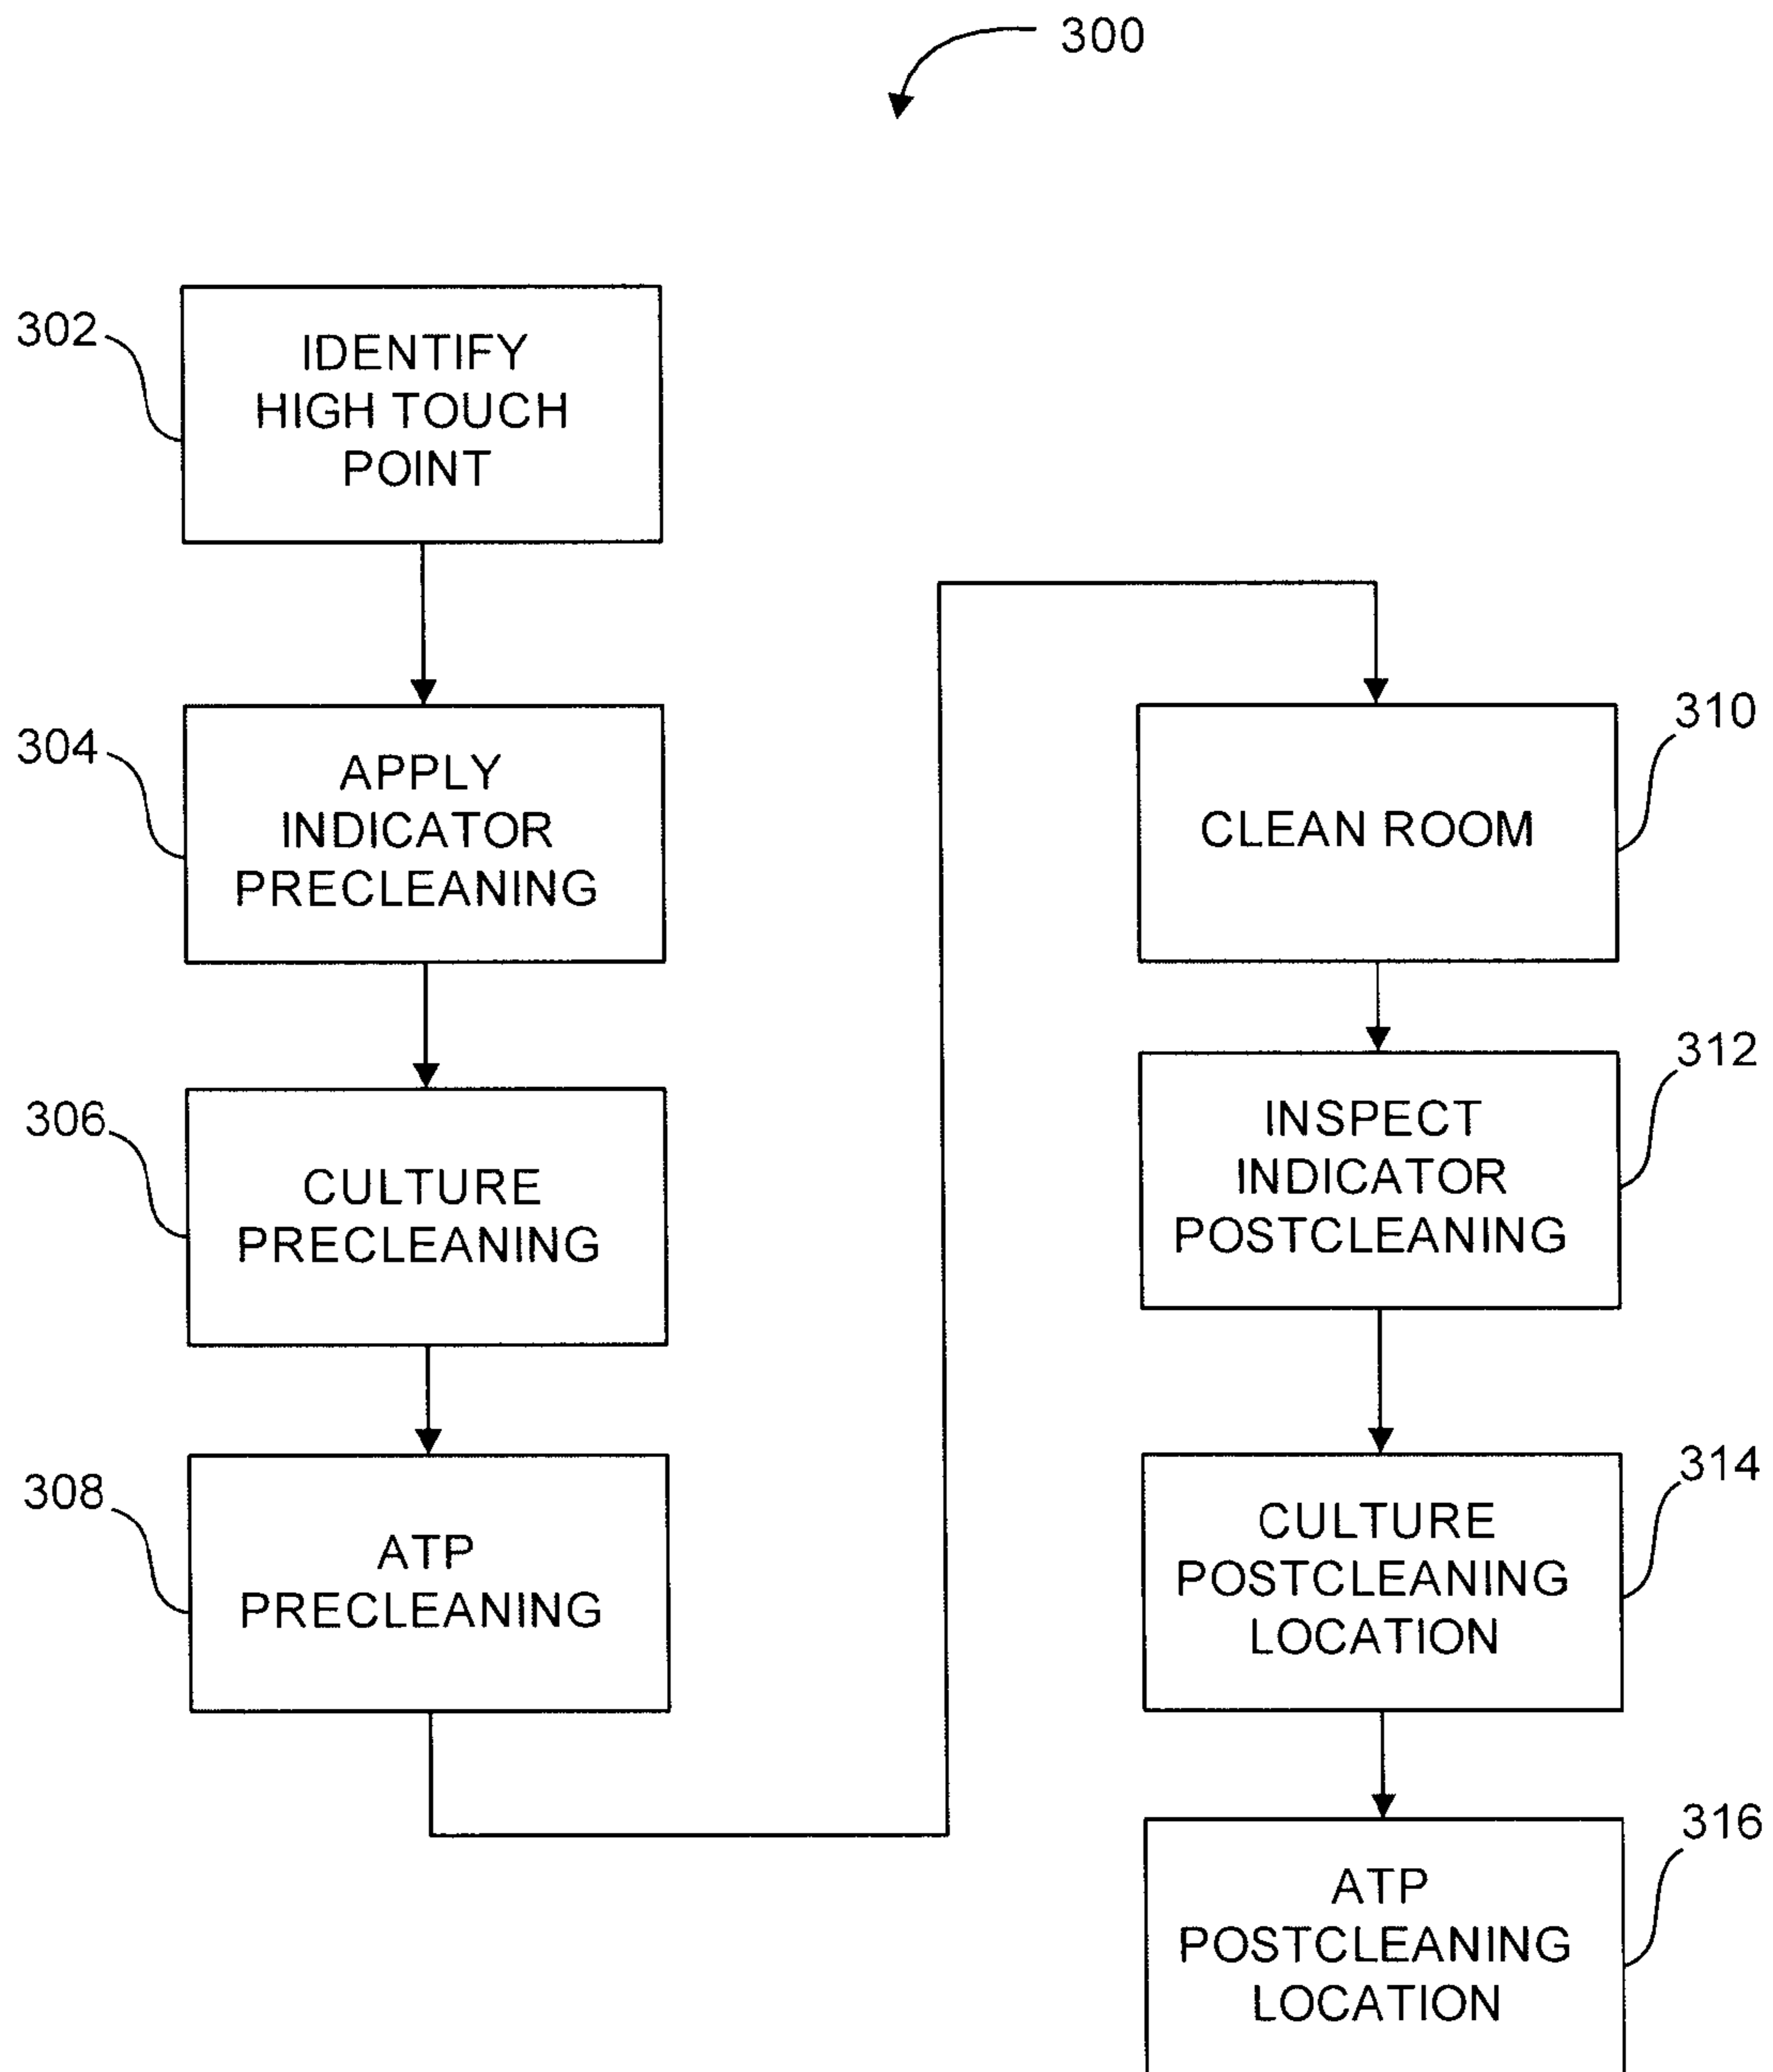 300
302
IDENTIFY
HIGH TOUCH
POINT
304
APPLY
INDICATOR
PRECLEANING
306
CULTURE
PRECLEANING
308
ATP
PRECLEANING
310
CLEAN ROOM
312
INSPECT
INDICATOR
POSTCLEANING
314
CULTURE
POSTCLEANING
LOCATION
316
ATP
POSTCLEANING
LOCATION